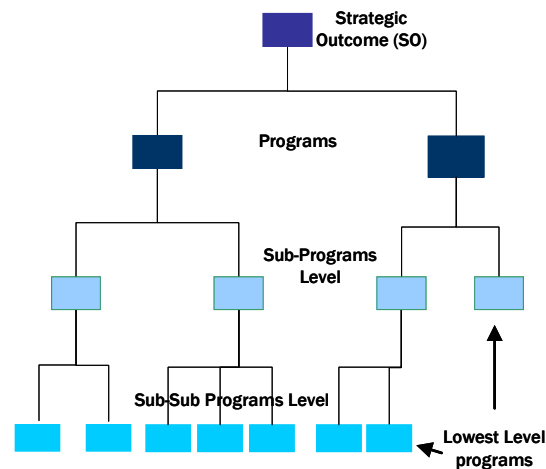 Strategic
Outcome (SO)
Programs
Sub-Programs
Level
Sub-Sub Programs Level
Lowest Level
programs